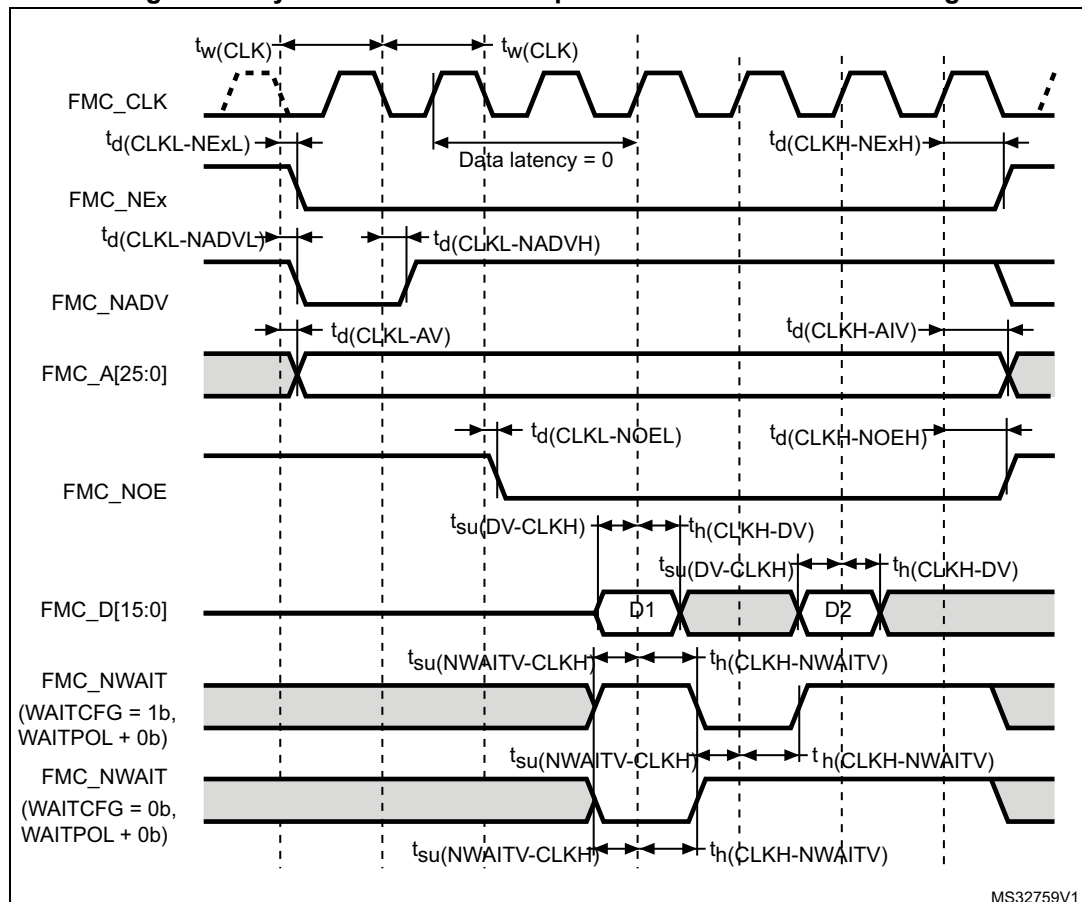 tw(CLK) tw(CLK)
FMC_CLK
td(CLKL-NExL) Data latency = 0 td(CLKH-NExH)
FMC_NEx
td(CLKL-NADVL) td(CLKL-NADVH)
FMC_NADV
td(CLKL-AV) td(CLKH-AIV)
FMC_A[25:0]
td(CLKL-NOEL) td(CLKH-NOEH)
FMC_NOE
tsu(DV-CLKH) th(CLKH-DV)
tsu(DV-CLKH) th(CLKH-DV)
FMC_D[15:0] D1 D2
tsu(NWAITV-CLKH) th(CLKH-NWAITV)
FMC_NWAIT
(WAITCFG = 1b,
WAITPOL + 0b)
tsu(NWAITV-CLKH) th(CLKH-NWAITV)
FMC_NWAIT
(WAITCFG = 0b,
WAITPOL + 0b)
tsu(NWAITV-CLKH) th(CLKH-NWAITV)
MS32759V1